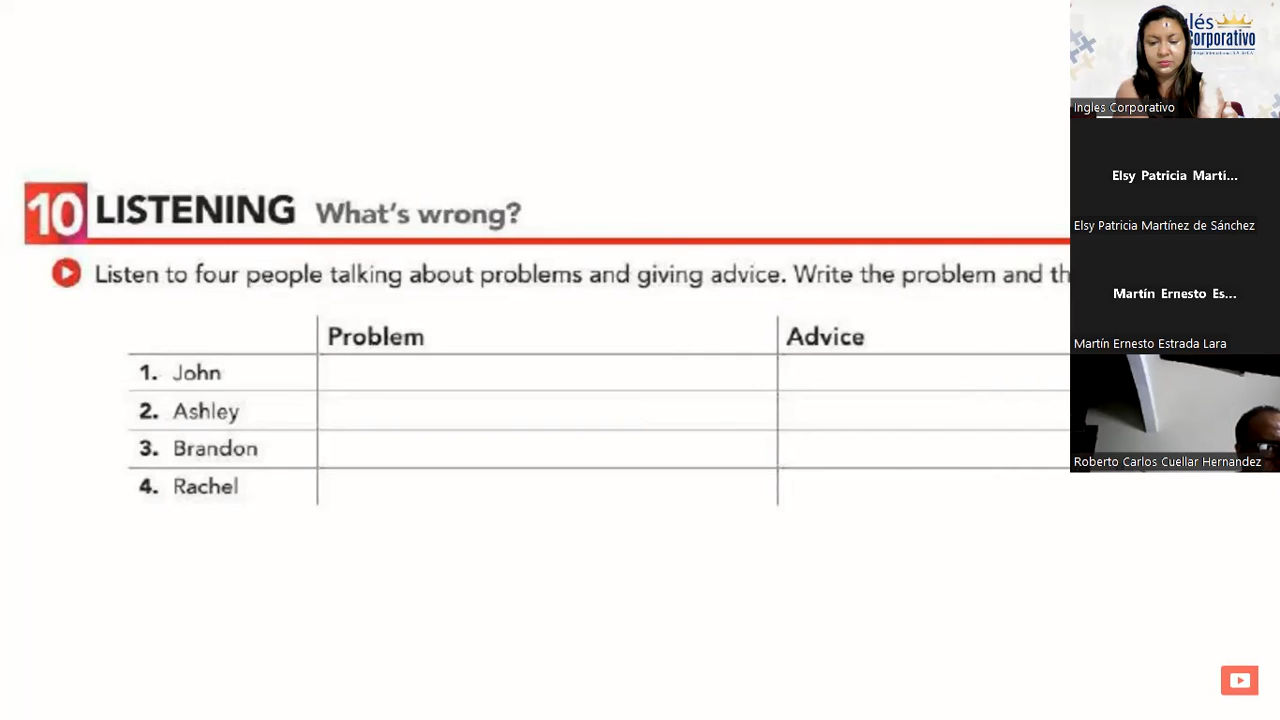 10 LISTENING What's wrong?
Listen to four people talking about problems and giving advice. Write the problem and th
Problem Advice
1. John
2. Ashley
3. Brandon
4. Rachel
glés
Corporativo
Ingles Corporativo
Elsy Patricia Martí...
Elsy Patricia Martínez de Sánchez
Martín Ernesto Es...
Martín Ernesto Estrada Lara
Roberto Carlos Cuellar Hernandez